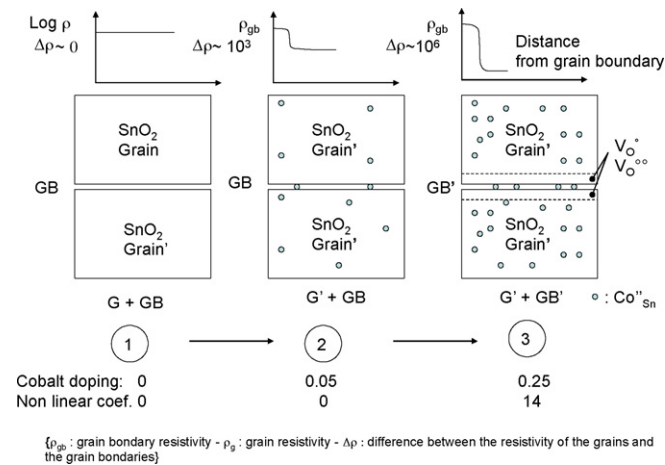 Log ρ
Δρ~ 0
ρgb
Δρ~ 10³
ρgb
Δρ~10⁶
Distance
from grain boundary
SnO₂
Grain
SnO₂
Grain'
SnO₂
Grain'
GB
GB
GB'
V_O°
V_O°°
SnO₂
Grain'
SnO₂
Grain'
SnO₂
Grain'
G + GB
G' + GB
G' + GB'
: Co''Sn
1
2
3
Cobalt doping: 0 0.05 0.25
Non linear coef. 0 0 14
{ρgb : grain bondary resistivity - ρg : grain resistivity - Δρ : difference between the resistivity of the grains and
the grain bondaries}